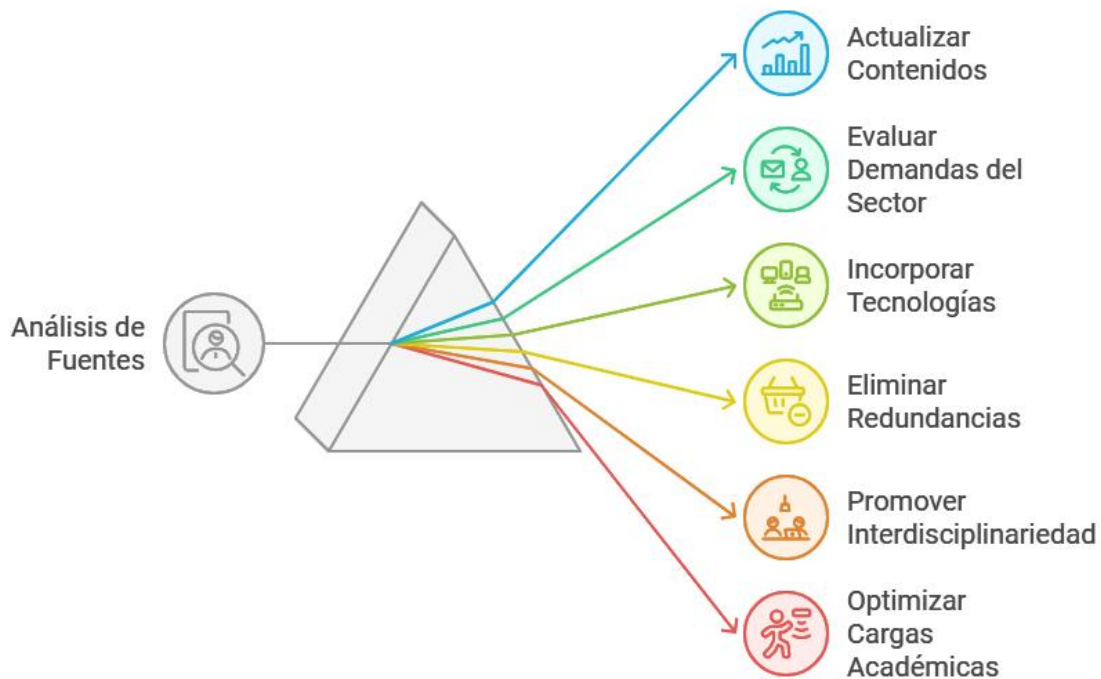 Análisis de
Fuentes
Actualizar
Contenidos
Evaluar
Demandas del
Sector
Incorporar
Tecnologías
Eliminar
Redundancias
Promover
Interdisciplinariedad
Optimizar
Cargas
Académicas